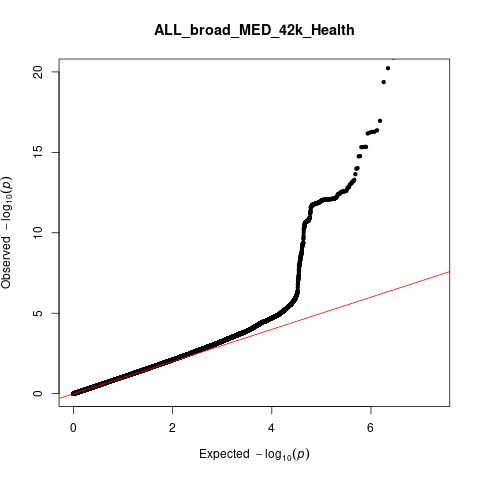 ALL_broad_MED_42k_Health
20
15
10
5
0
Observed −log10(p)
0 2 4 6
Expected −log10(p)